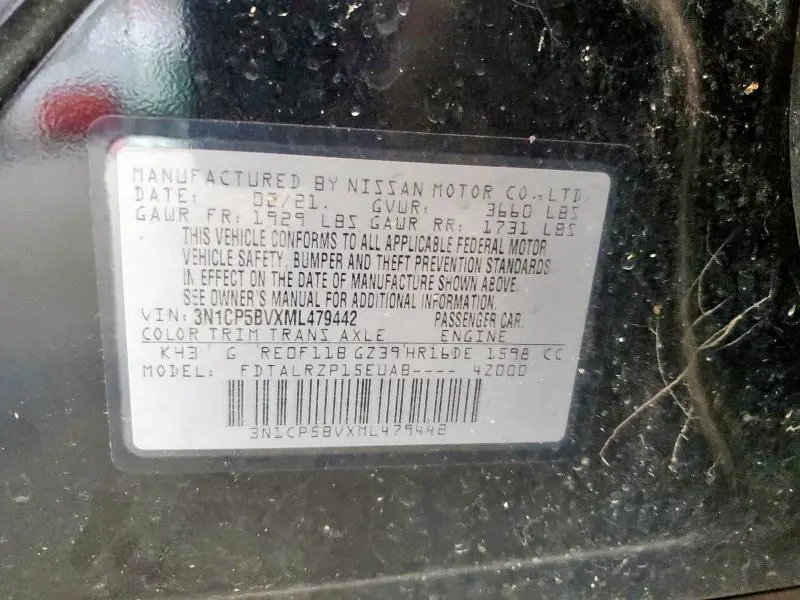 MANUFACTURED BY NISSAN MOTOR CO.,LTD.
DATE: 02/21. GVWR: 3660 LBS
GAWR FR: 1929 LBS GAWR RR: 1731 LBS
THIS VEHICLE CONFORMS TO ALL APPLICABLE FEDERAL MOTOR
VEHICLE SAFETY, BUMPER AND THEFT PREVENTION STANDARDS
IN EFFECT ON THE DATE OF MANUFACTURE SHOWN ABOVE.
SEE OWNER'S MANUAL FOR ADDITIONAL INFORMATION.
VIN: 3N1CP5BVXML479442 PASSENGER CAR.
COLOR TRIM TRANS AXLE ENGINE
KH3 G RE0F11B GZ39 HR16DE 1598 CC
MODEL: FDTALRZP15EUAB---- 4Z000
3N1CP5BVXML479442